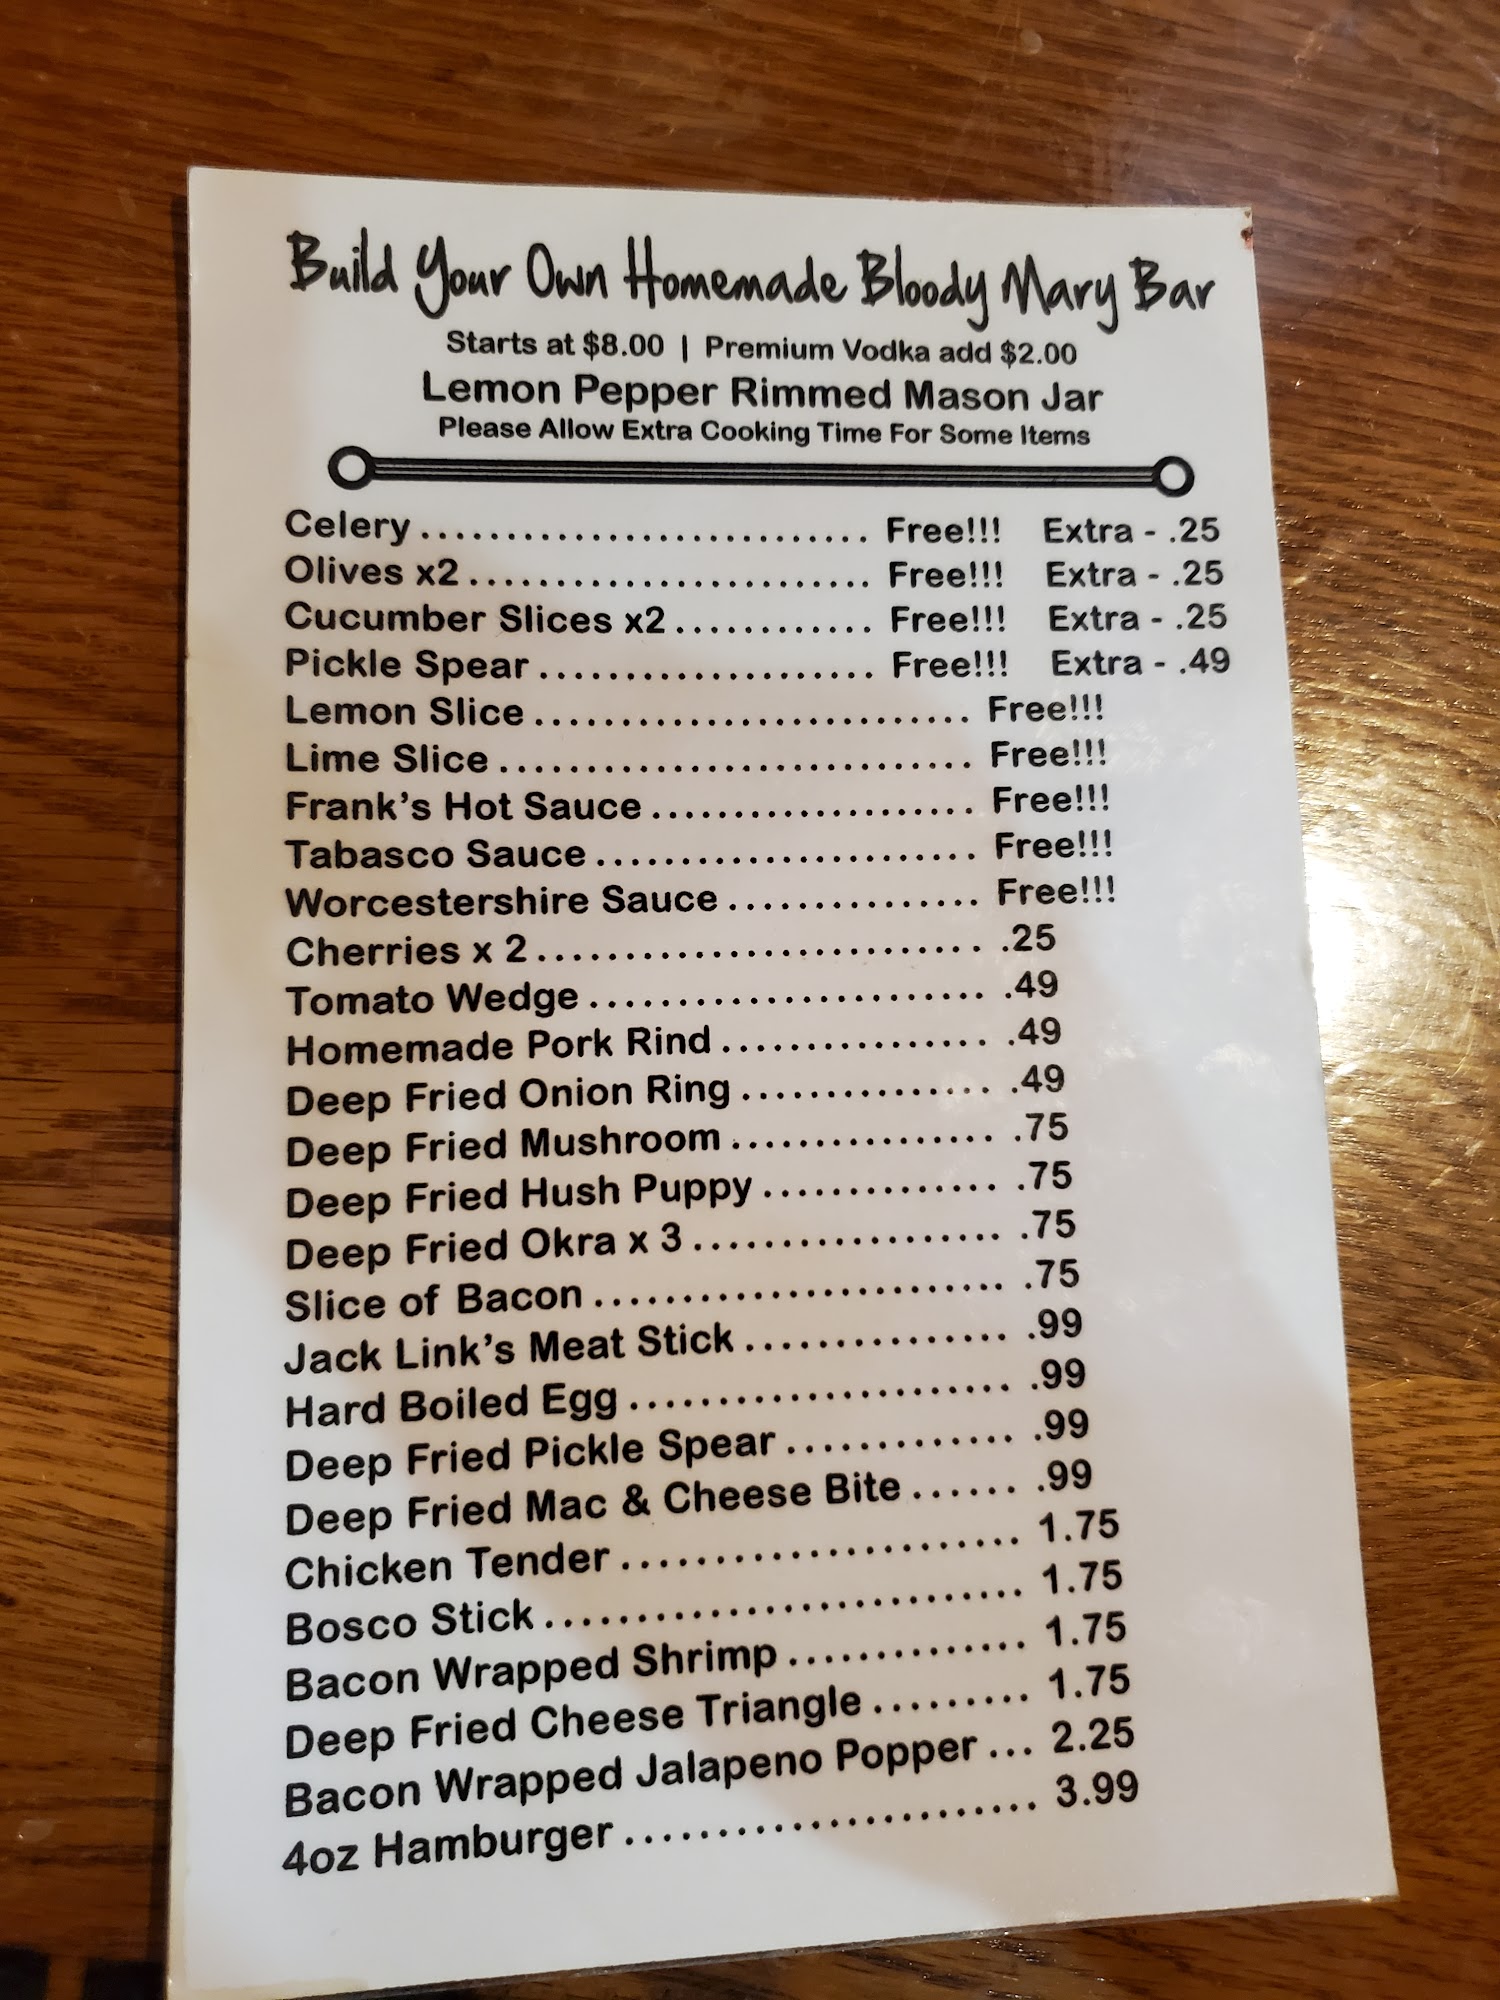 Build Your Own Homemade Bloody Mary Bar
Starts at $8.00 | Premium Vodka add $2.00
Lemon Pepper Rimmed Mason Jar
Please Allow Extra Cooking Time For Some Items
Celery ........................... Free!!! Extra - .25
Olives x2 ........................ Free!!! Extra - .25
Cucumber Slices x2 ............ Free!!! Extra - .25
Pickle Spear .................... Free!!! Extra - .49
Lemon Slice .......................... Free!!!
Lime Slice ............................ Free!!!
Frank's Hot Sauce ................... Free!!!
Tabasco Sauce ....................... Free!!!
Worcestershire Sauce ............... Free!!!
Cherries x 2 ........................... .25
Tomato Wedge ........................ .49
Homemade Pork Rind ................ .49
Deep Fried Onion Ring ............... .49
Deep Fried Mushroom ................ .75
Deep Fried Hush Puppy .............. .75
Deep Fried Okra x 3 .................. .75
Slice of Bacon ........................ .75
Jack Link's Meat Stick ............... .99
Hard Boiled Egg ...................... .99
Deep Fried Pickle Spear ............. .99
Deep Fried Mac & Cheese Bite ...... .99
Chicken Tender ....................... 1.75
Bosco Stick ........................... 1.75
Bacon Wrapped Shrimp .............. 1.75
Deep Fried Cheese Triangle ......... 1.75
Bacon Wrapped Jalapeno Popper ... 2.25
4oz Hamburger ....................... 3.99